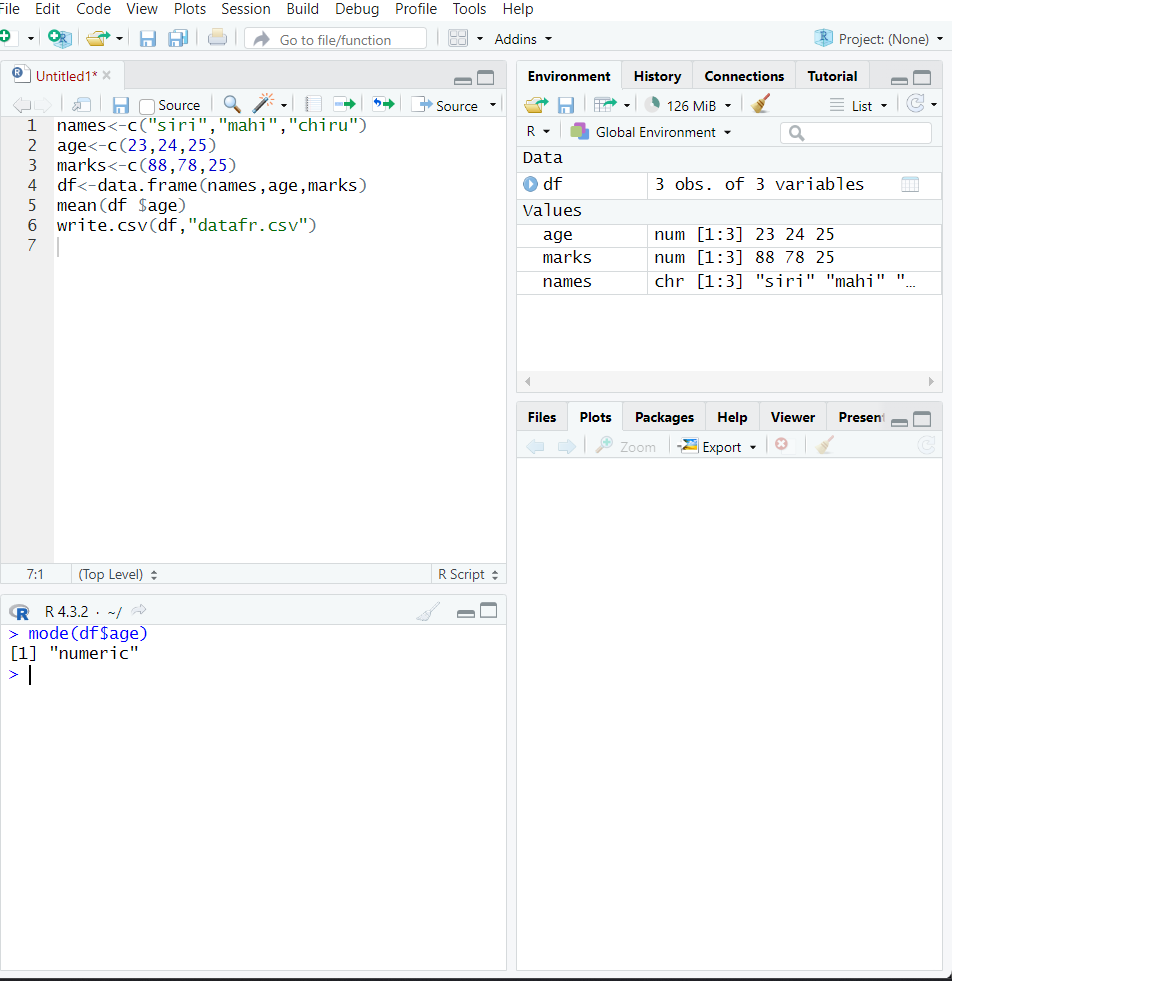 File Edit Code View Plots Session Build Debug Profile Tools Help
Go to file/function Addins Project: (None)
Untitled1*
Source Source
1 names<-c("siri","mahi","chiru")
2 age<-c(23,24,25)
3 marks<-c(88,78,25)
4 df<-data.frame(names,age,marks)
5 mean(df $age)
6 write.csv(df,"datafr.csv")
7
7:1 (Top Level) R Script
R 4.3.2 · ~/
> mode(df$age)
[1] "numeric"
>
Environment History Connections Tutorial
126 MiB List
R Global Environment
Data
df 3 obs. of 3 variables
Values
age num [1:3] 23 24 25
marks num [1:3] 88 78 25
names chr [1:3] "siri" "mahi" "…
Files Plots Packages Help Viewer Presen
Zoom Export